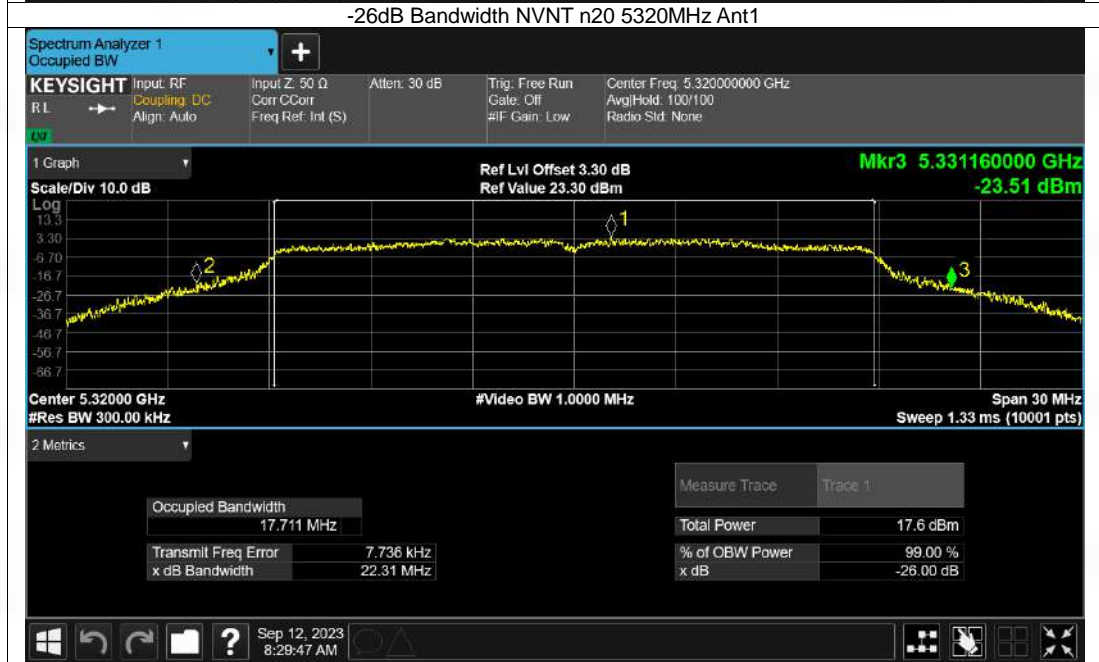 -26dB Bandwidth NVNT n20 5320MHz Ant1
Spectrum Analyzer 1
Occupied BW
+
KEYSIGHT
R L
LXI
Input: RF
Coupling: DC
Align: Auto
Input Z: 50 Ω
Corr CCorr
Freq Ref: Int (S)
Atten: 30 dB
Trig: Free Run
Gate: Off
#IF Gain: Low
Center Freq: 5.320000000 GHz
Avg|Hold: 100/100
Radio Std: None
1 Graph
Scale/Div 10.0 dB
Ref Lvl Offset 3.30 dB
Ref Value 23.30 dBm
Mkr3 5.331160000 GHz
-23.51 dBm
Log
13.3
3.30
-6.70
-16.7
-26.7
-36.7
-46.7
-56.7
-66.7
1
2
3
Center 5.32000 GHz
#Res BW 300.00 kHz
#Video BW 1.0000 MHz
Span 30 MHz
Sweep 1.33 ms (10001 pts)
2 Metrics
Measure Trace Trace 1
Occupied Bandwidth
17.711 MHz
Total Power 17.6 dBm
Transmit Freq Error 7.736 kHz
% of OBW Power 99.00 %
x dB Bandwidth 22.31 MHz
x dB -26.00 dB
?
Sep 12, 2023
8:29:47 AM